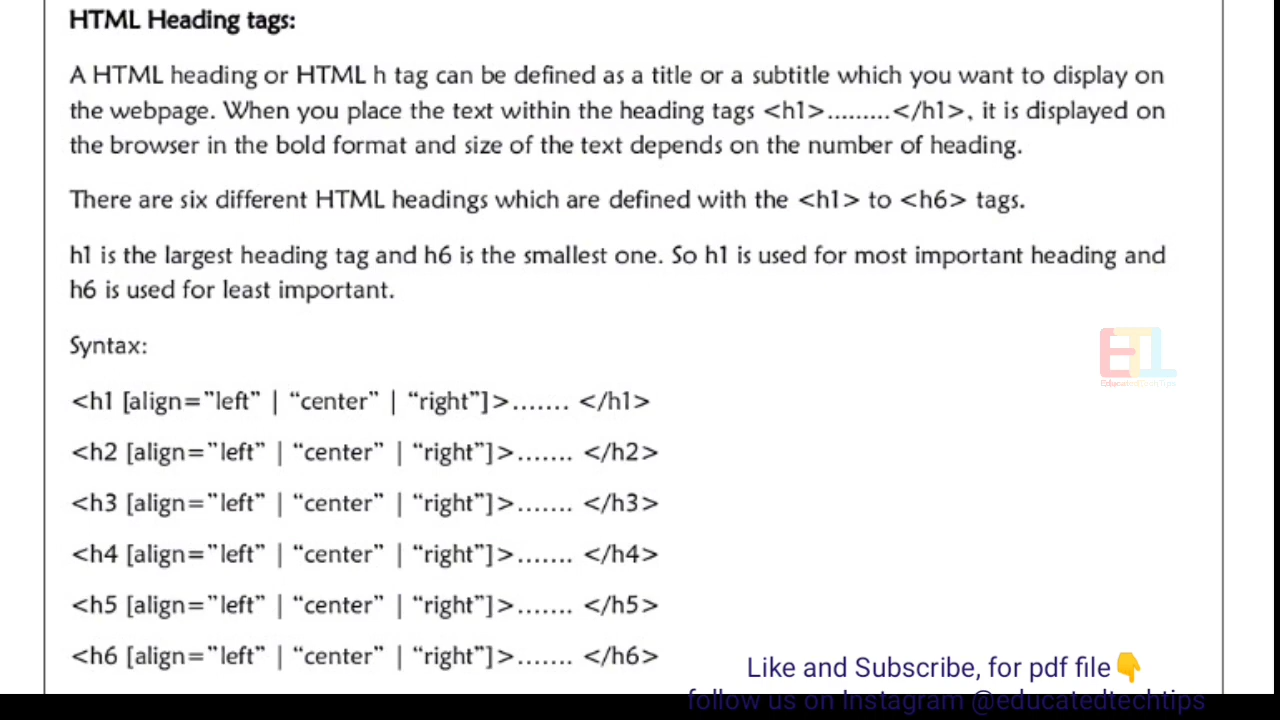 HTML Heading tags:
A HTML heading or HTML h tag can be defined as a title or a subtitle which you want to display on
the webpage. When you place the text within the heading tags <h1>.........</h1>, it is displayed on
the browser in the bold format and size of the text depends on the number of heading.
There are six different HTML headings which are defined with the <h1> to <h6> tags.
h1 is the largest heading tag and h6 is the smallest one. So h1 is used for most important heading and
h6 is used for least important.
Syntax:
ETL
EducatedTechTips
<h1 [align=”left” | “center” | “right”]>....... </h1>
<h2 [align=”left” | “center” | “right”]>....... </h2>
<h3 [align=”left” | “center” | “right”]>....... </h3>
<h4 [align=”left” | “center” | “right”]>....... </h4>
<h5 [align=”left” | “center” | “right”]>....... </h5>
<h6 [align=”left” | “center” | “right”]>....... </h6>
Like and Subscribe, for pdf file👇
follow us on Instagram @educatedtechtips